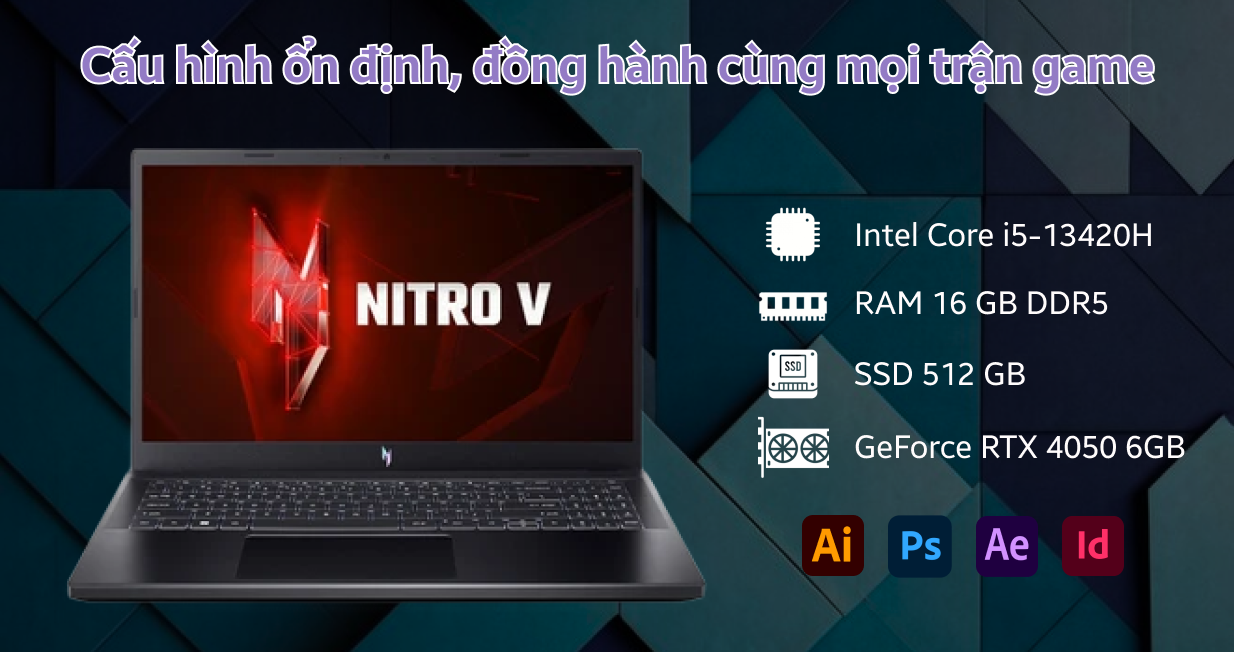 Cấu hình ổn định, đồng hành cùng mọi trận game
NITRO V
Intel Core i5-13420H
RAM 16 GB DDR5
SSD
SSD 512 GB
GeForce RTX 4050 6GB
Ai Ps Ae Id